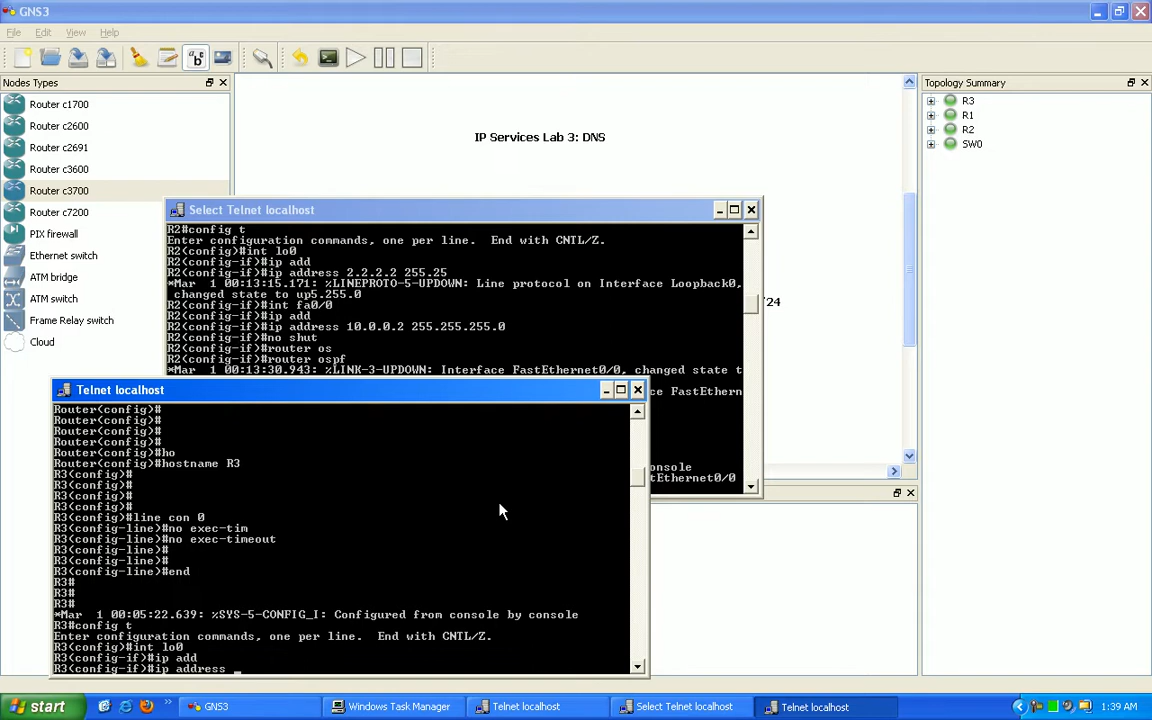 GNS3
File Edit View Help
Nodes Types
Router c1700
Router c2600
Router c2691
Router c3600
Router c3700
Router c7200
PIX firewall
Ethernet switch
ATM bridge
ATM switch
Frame Relay switch
Cloud
IP Services Lab 3: DNS
/24
Topology Summary
R3
R1
R2
SW0
Select Telnet localhost
R2#config t
Enter configuration commands, one per line. End with CNTL/Z.
R2(config)#int lo0
R2(config-if)#ip add
R2(config-if)#ip address 2.2.2.2 255.25
*Mar 1 00:13:15.171: %LINEPROTO-5-UPDOWN: Line protocol on Interface Loopback0,
changed state to up5.255.0
R2(config-if)#int fa0/0
R2(config-if)#ip add
R2(config-if)#ip address 10.0.0.2 255.255.255.0
R2(config-if)#no shut
R2(config-if)#router os
R2(config-if)#router ospf
*Mar 1 00:13:30.943: %LINK-3-UPDOWN: Interface FastEthernet0/0, changed state t
ce FastEthern
onsole
tEthernet0/0
Telnet localhost
Router(config)#
Router(config)#
Router(config)#
Router(config)#
Router(config)#ho
Router(config)#hostname R3
R3(config)#
R3(config)#
R3(config)#
R3(config)#
R3(config)#line con 0
R3(config-line)#no exec-tim
R3(config-line)#no exec-timeout
R3(config-line)#
R3(config-line)#
R3(config-line)#end
R3#
R3#
R3#
*Mar 1 00:05:22.639: %SYS-5-CONFIG_I: Configured from console by console
R3#config t
Enter configuration commands, one per line. End with CNTL/Z.
R3(config)#int lo0
R3(config-if)#ip add
R3(config-if)#ip address _
start
GNS3
Windows Task Manager
Telnet localhost
Select Telnet localhost
Telnet localhost
1:39 AM